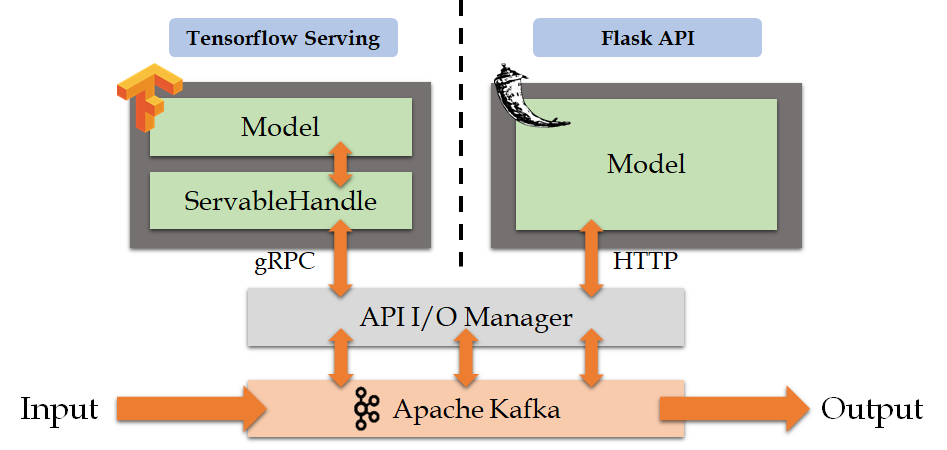 Tensorflow Serving
Flask API
Model
ServableHandle
Model
gRPC
HTTP
API I/O Manager
Input
Apache Kafka
Output